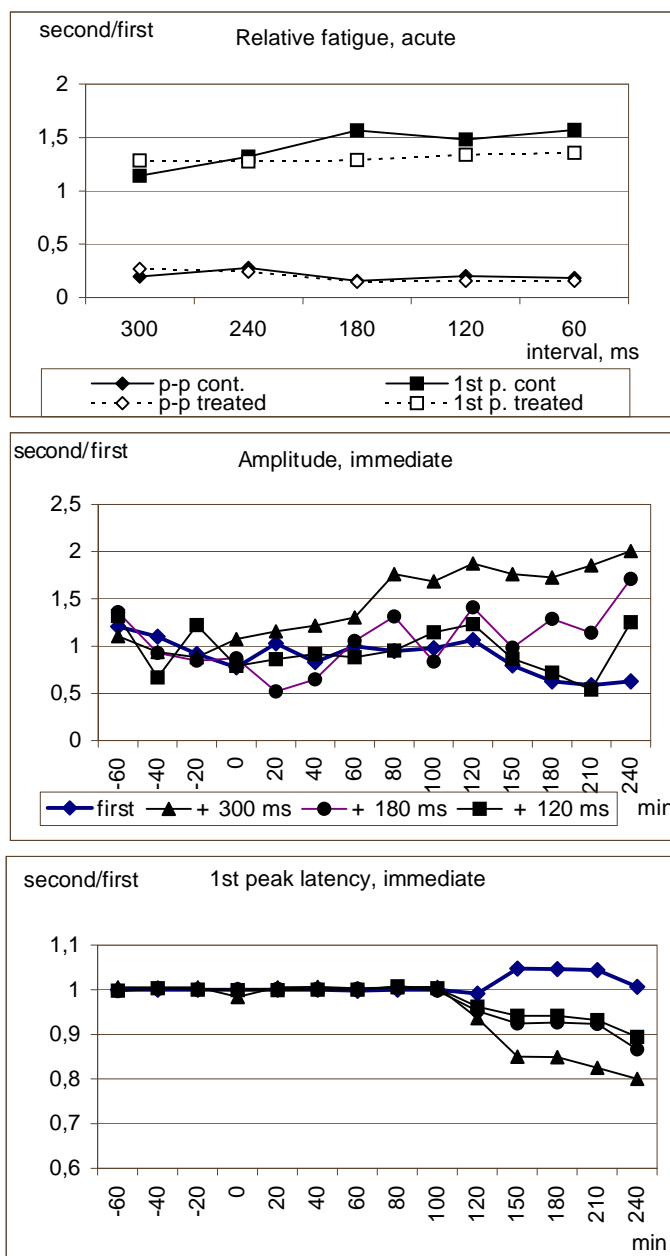 second/first
Relative fatigue, acute
2
1,5
1
0,5
0
300 240 180 120 60
interval, ms
p-p cont. 1st p. cont
p-p treated 1st p. treated
second/first
Amplitude, immediate
2,5
2
1,5
1
0,5
0
-60 -40 -20 0 20 40 60 80 100 120 150 180 210 240
first + 300 ms + 180 ms + 120 ms min
second/first 1st peak latency, immediate
1,1
1
0,9
0,8
0,7
0,6
-60 -40 -20 0 20 40 60 80 100 120 150 180 210 240
min